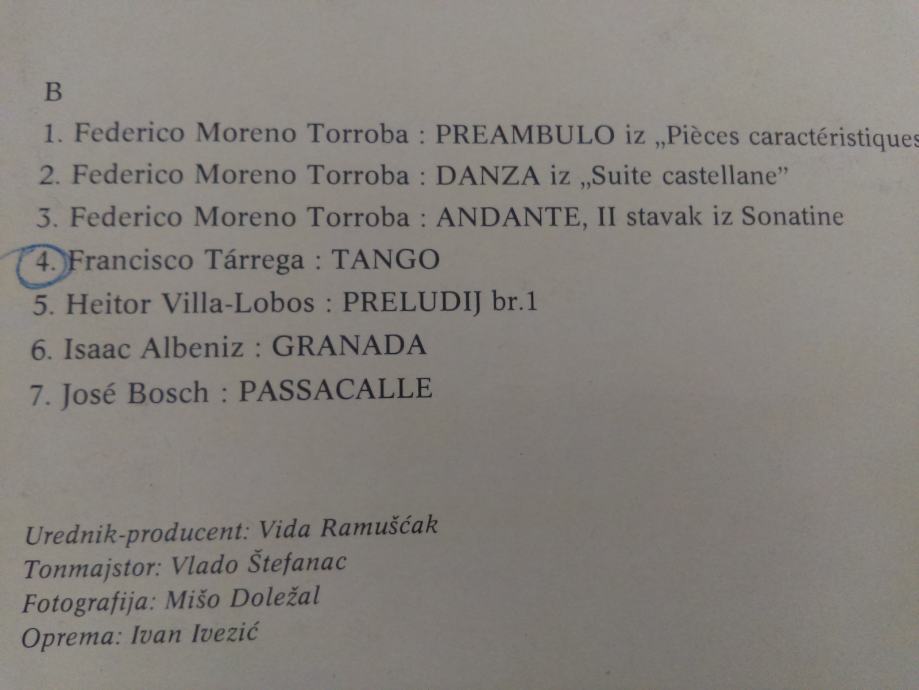 B
1. Federico Moreno Torroba : PREAMBULO iz „Pièces caractéristiques
2. Federico Moreno Torroba : DANZA iz „Suite castellane”
3. Federico Moreno Torroba : ANDANTE, II stavak iz Sonatine
4. Francisco Tárrega : TANGO
5. Heitor Villa-Lobos : PRELUDIJ br.1
6. Isaac Albeniz : GRANADA
7. José Bosch : PASSACALLE
Urednik-producent: Vida Ramušćak
Tonmajstor: Vlado Štefanac
Fotografija: Mišo Doležal
Oprema: Ivan Ivezić